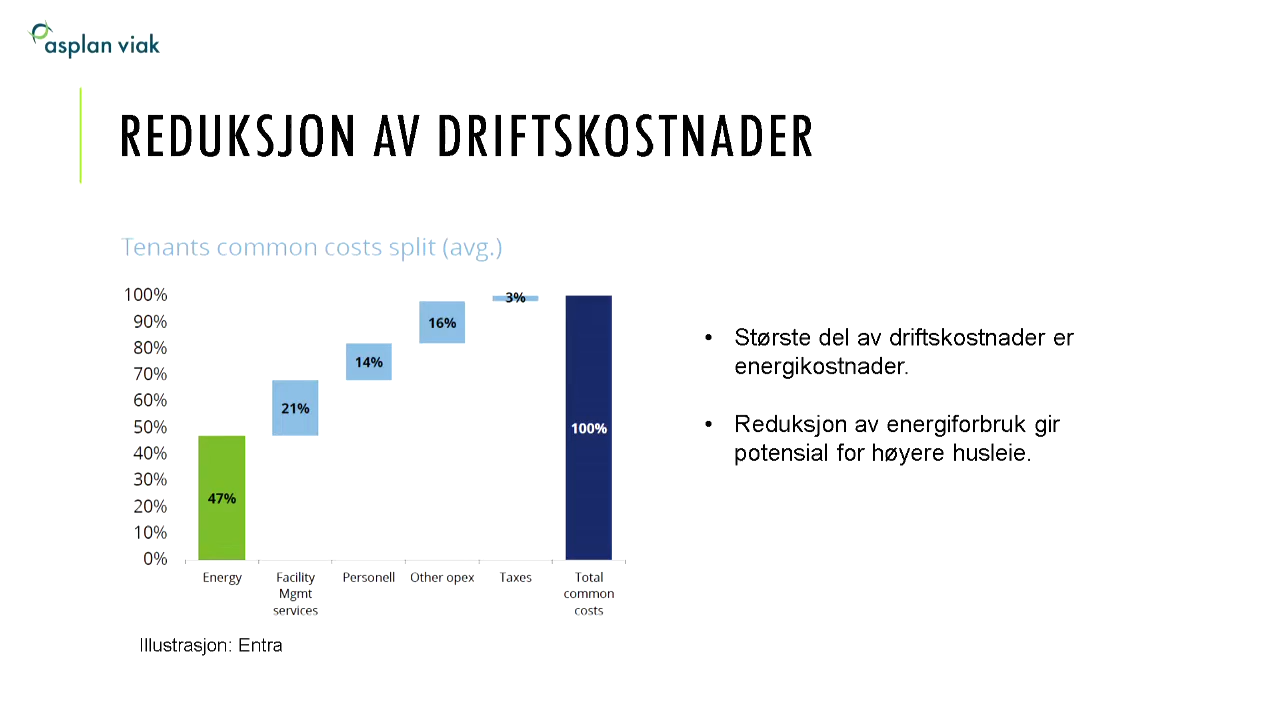 asplan viak
REDUKSJON AV DRIFTSKOSTNADER
Tenants common costs split (avg.)
100%
90%
80%
70%
60%
50%
40%
30%
20%
10%
0%
47%
21%
14%
16%
3%
100%
Energy
Facility
Mgmt
services
Personell
Other opex
Taxes
Total
common
costs
Illustrasjon: Entra
• Største del av driftskostnader er
energikostnader.
• Reduksjon av energiforbruk gir
potensial for høyere husleie.